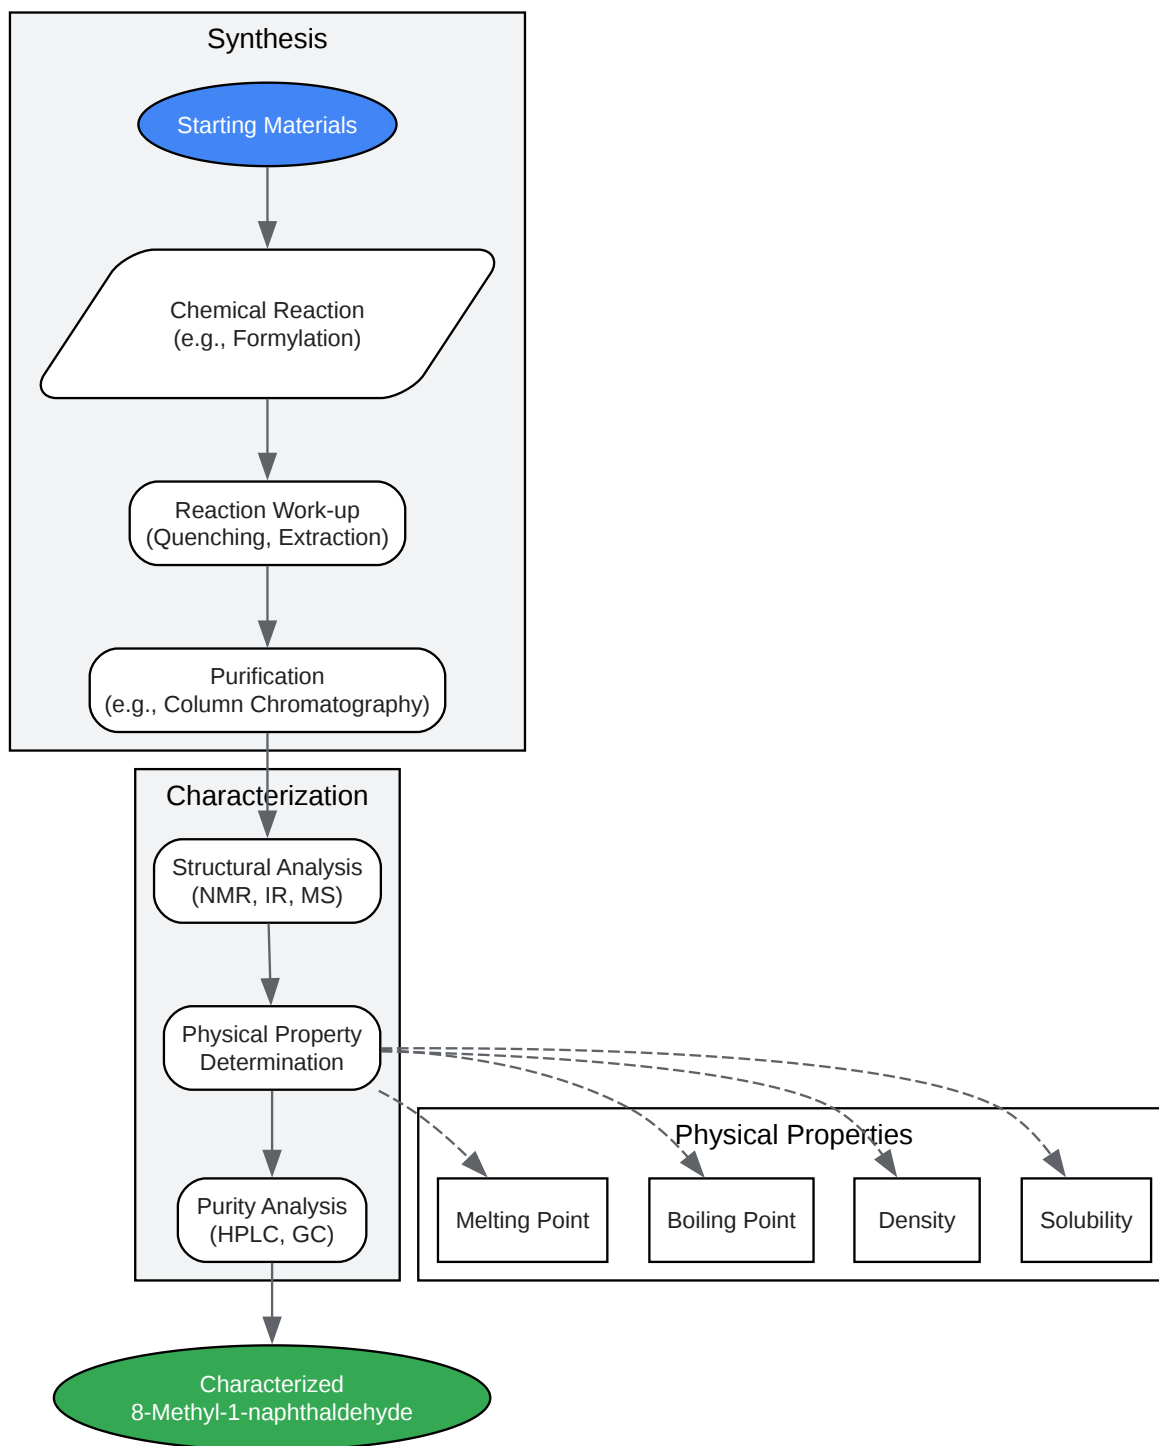 Synthesis
Starting Materials
Chemical Reaction
(e.g., Formylation)
Reaction Work-up
(Quenching, Extraction)
Purification
(e.g., Column Chromatography)
Characterization
Structural Analysis
(NMR, IR, MS)
Physical Property
Determination
Physical Properties
Melting Point
Boiling Point
Density
Solubility
Purity Analysis
(HPLC, GC)
Characterized
8-Methyl-1-naphthaldehyde